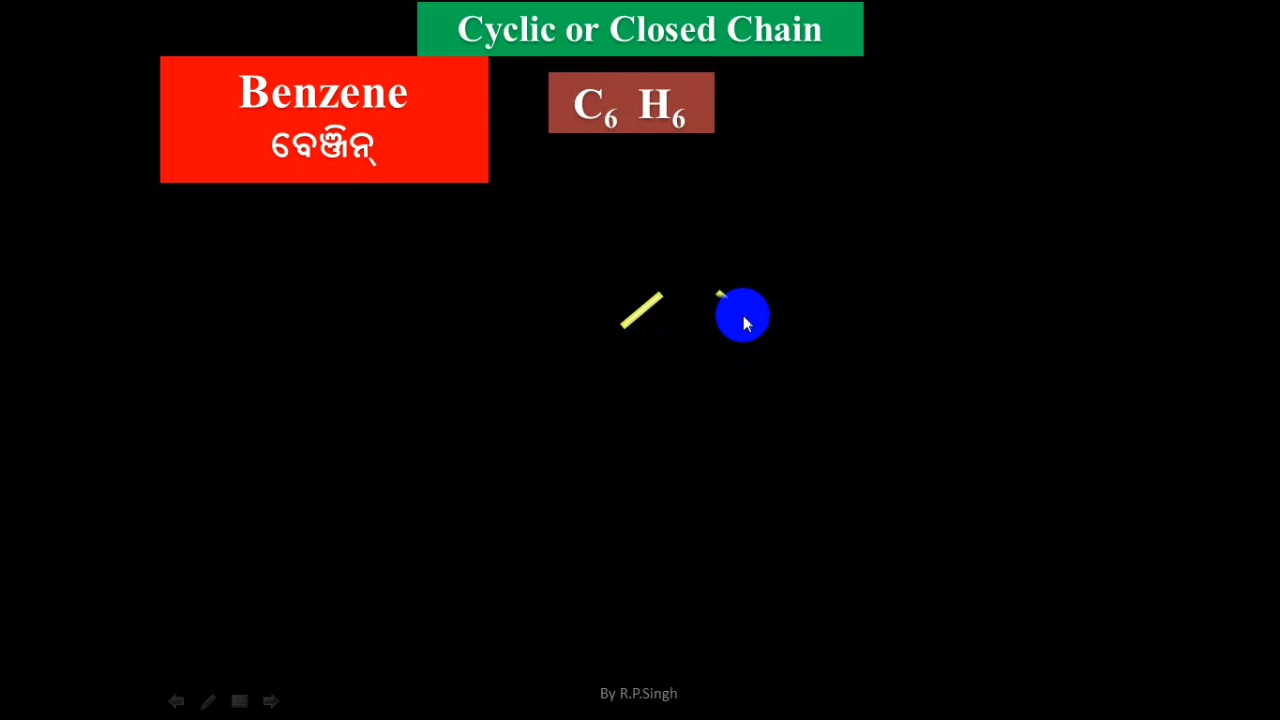 Cyclic or Closed Chain
Benzene
ବେଞ୍ଜିନ୍
C6 H6
By R.P.Singh